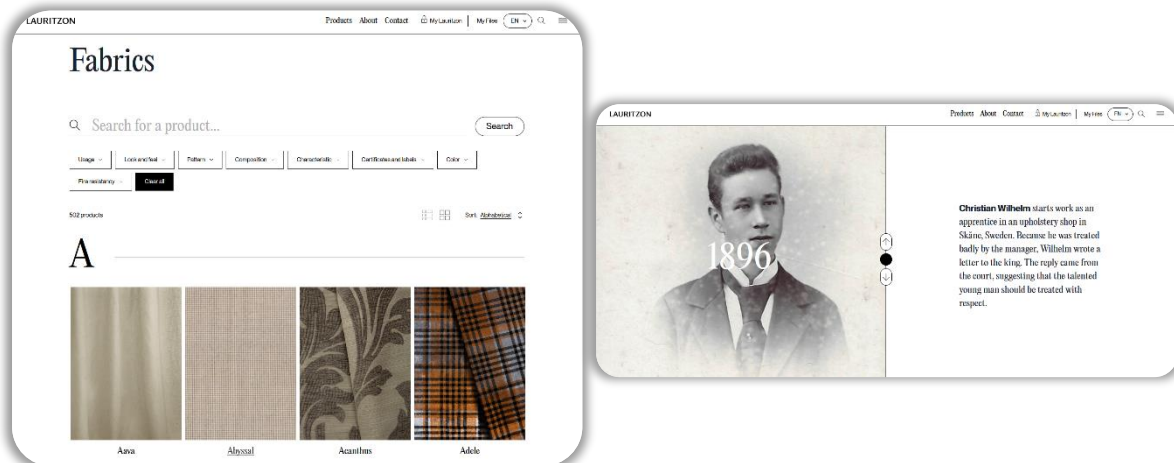 LAURITZON
Products About Contact My Lauritzon My Files EN
Fabrics
Search for a product... Search
Usage Look and feel Pattern Composition Characteristic Certificates and labels Color
Fire resistancy Clear all
502 products Sort: Alphabetical
A
Aava Abyssal Acanthus Adele
LAURITZON
Products About Contact My Lauritzon My Files EN
1896
Christian Wilhelm starts work as an
apprentice in an upholstery shop in
Skåne, Sweden. Because he was treated
badly by the manager, Wilhelm wrote a
letter to the king. The reply came from
the court, suggesting that the talented
young man should be treated with
respect.